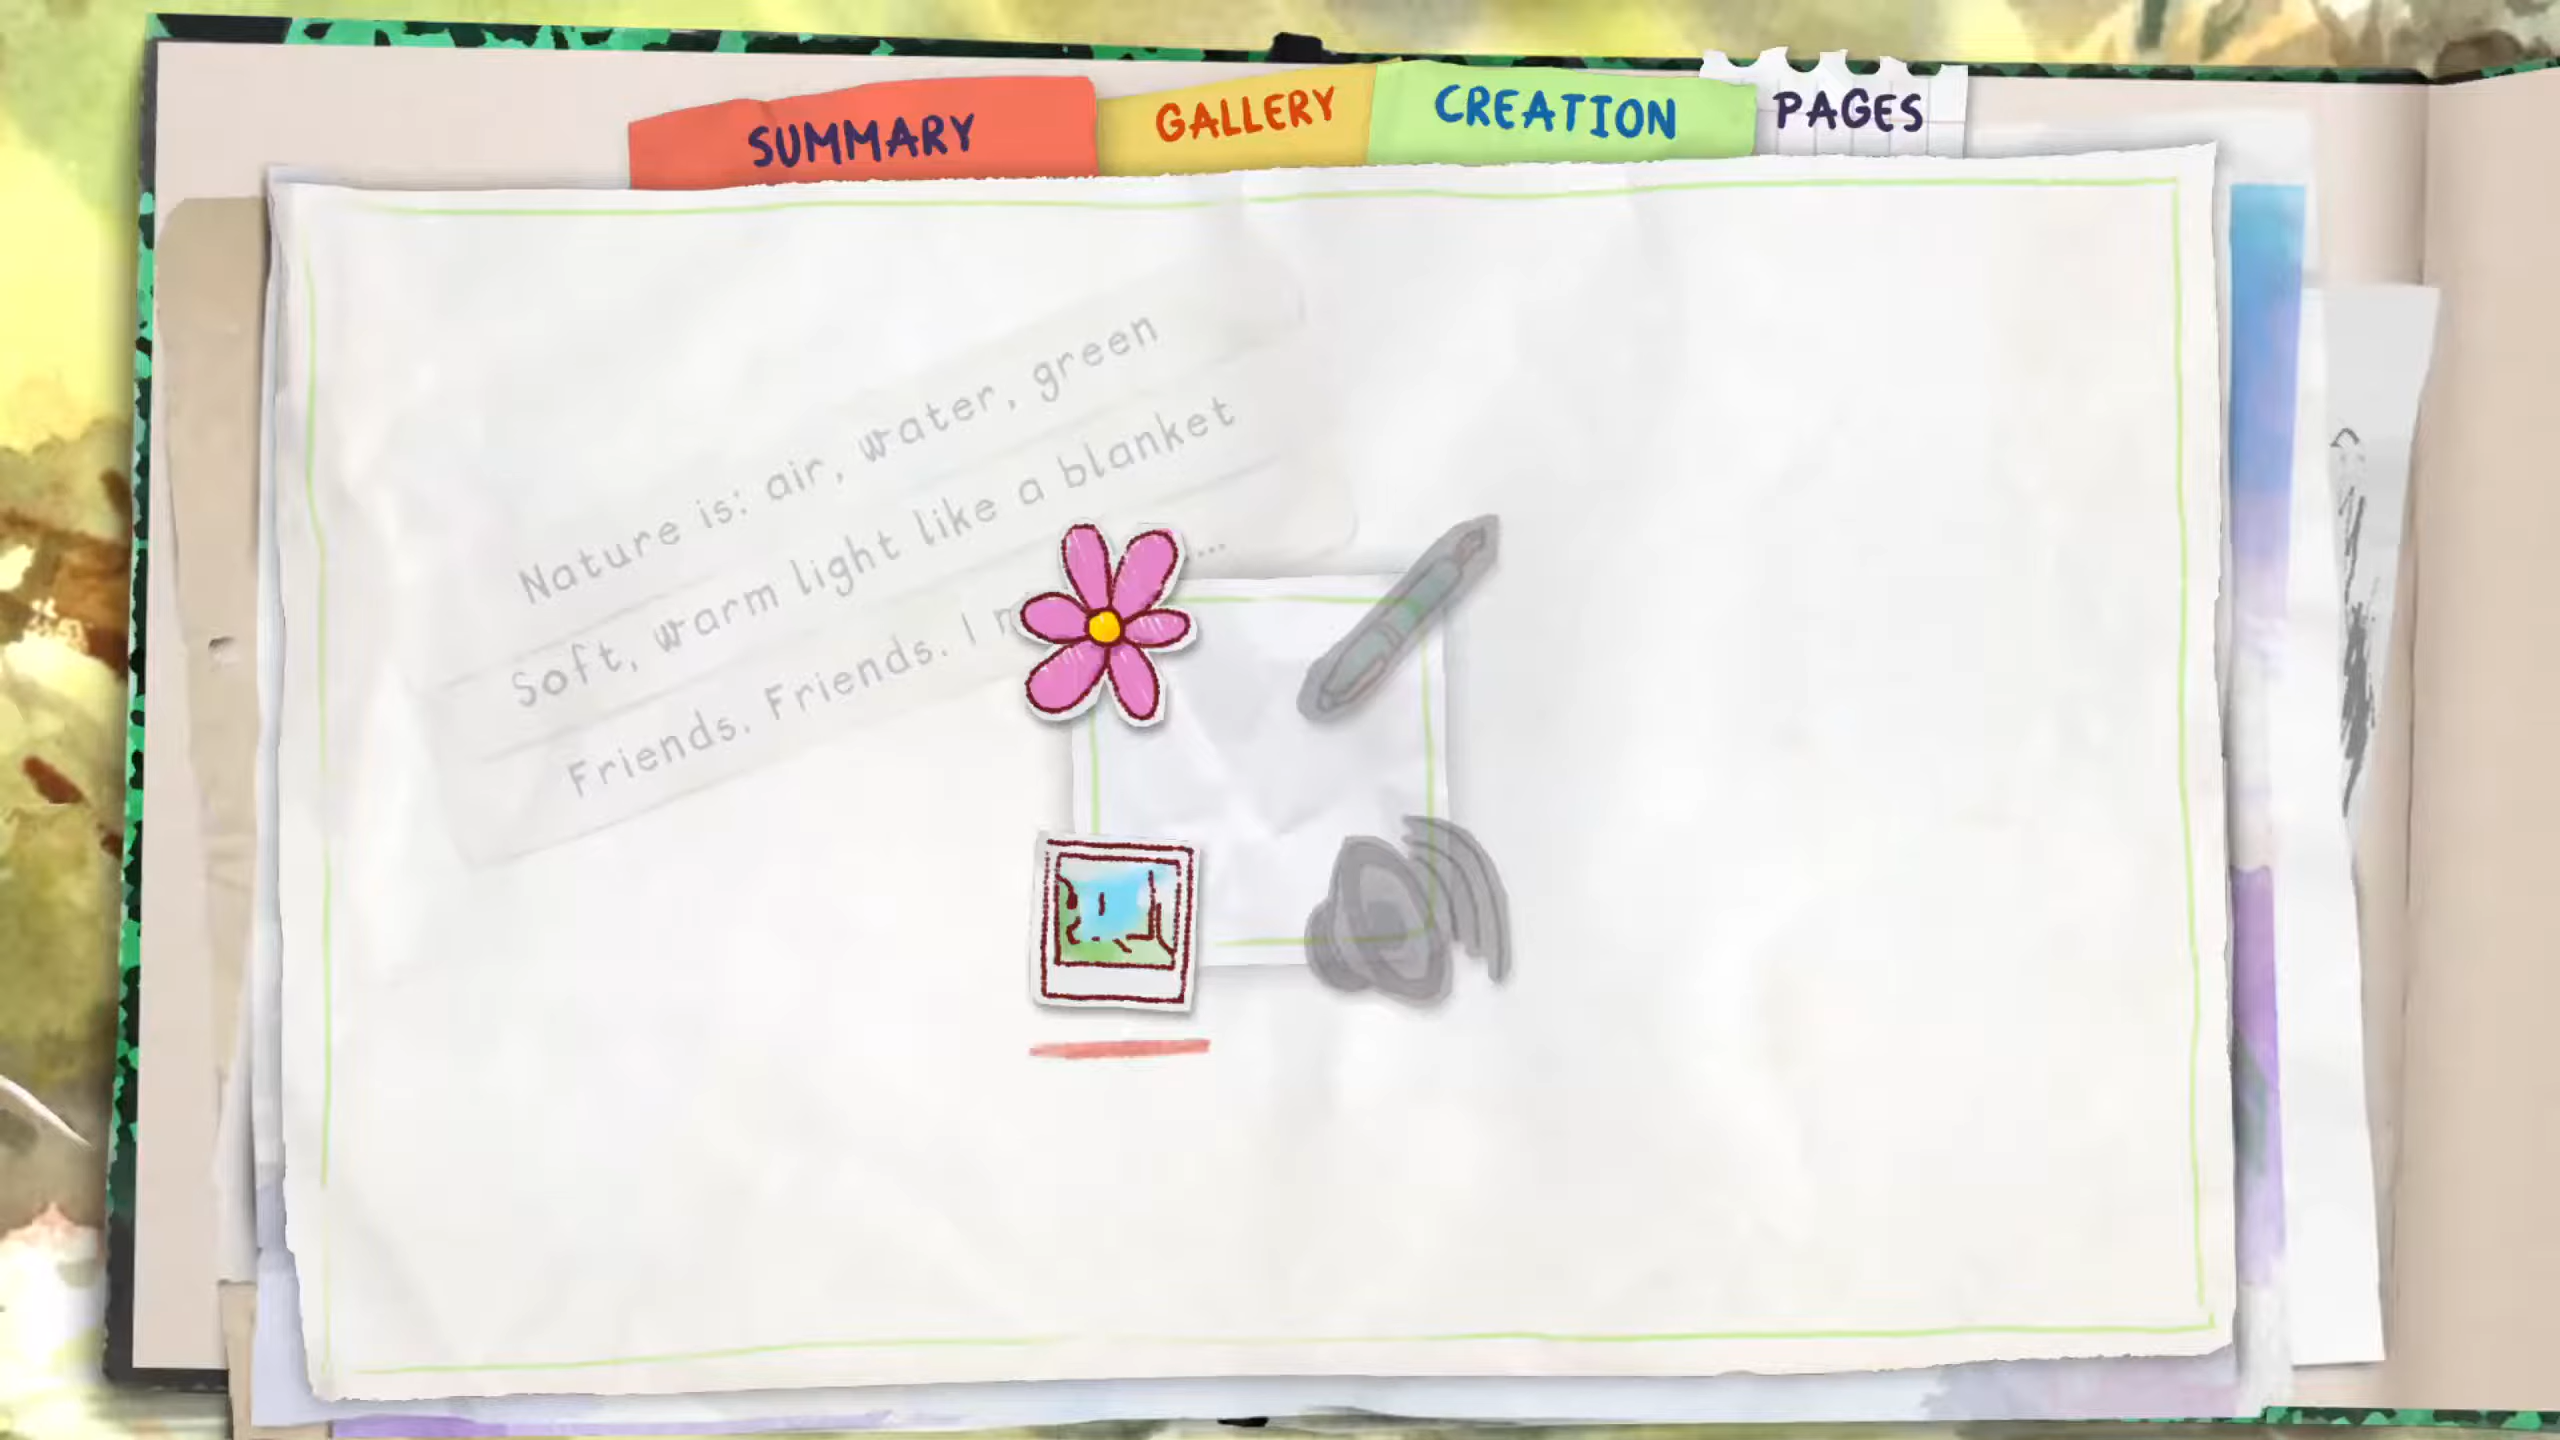 SUMMARY
GALLERY
CREATION
PAGES
Nature is: air, water, green
Soft, warm light like a blanket
Friends. Friends. I ...